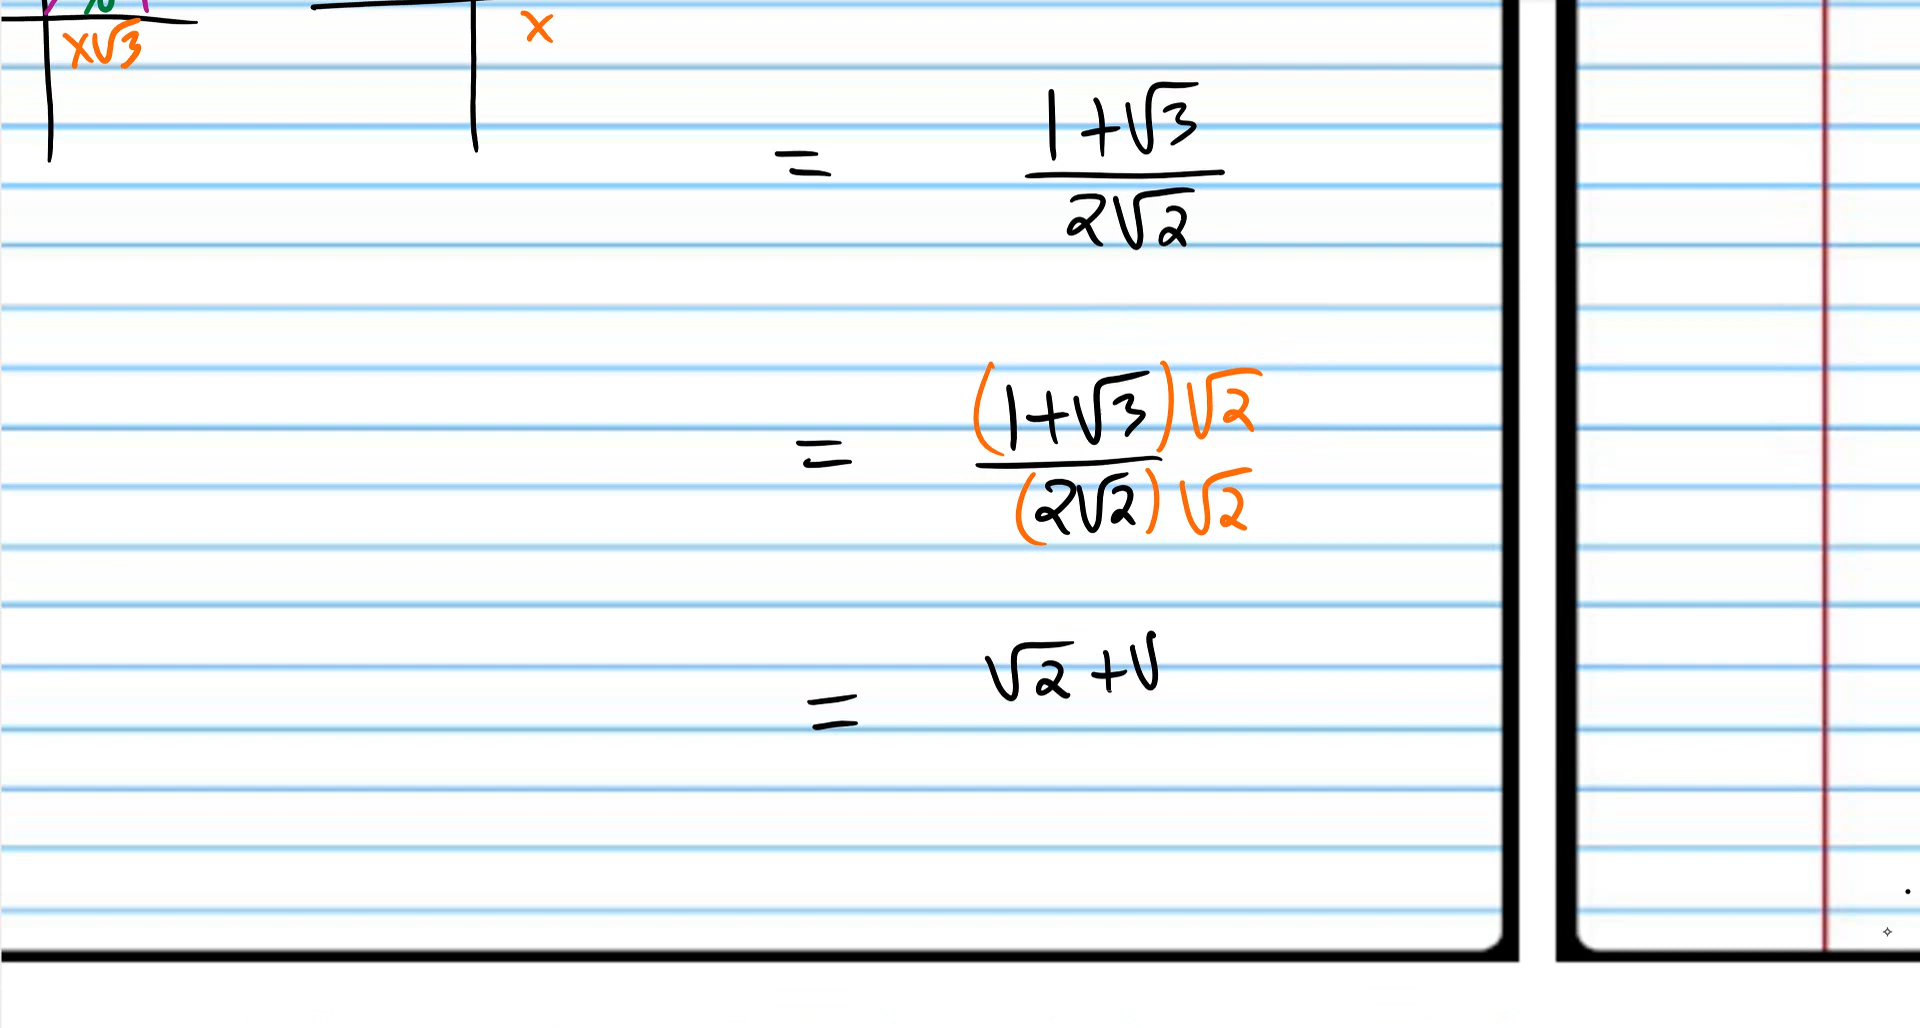 x√3
x
= (1+√3)/(2√2)
= ((1+√3)√2)/((2√2)√2)
= √2 + √